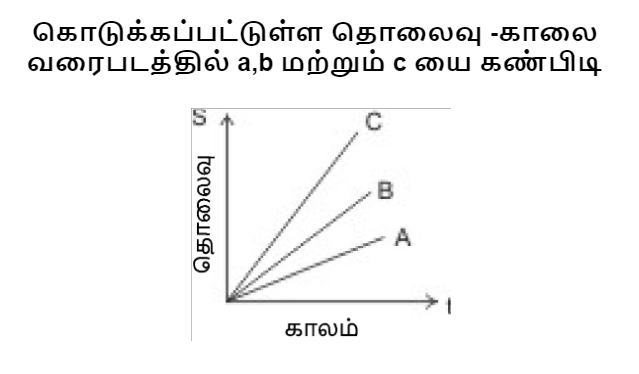 கொடுக்கப்பட்டுள்ள தொலைவு -காலை
வரைபடத்தில் a,b மற்றும் c யை கண்பிடி
S
C
B
A
தொலைவு
t
காலம்